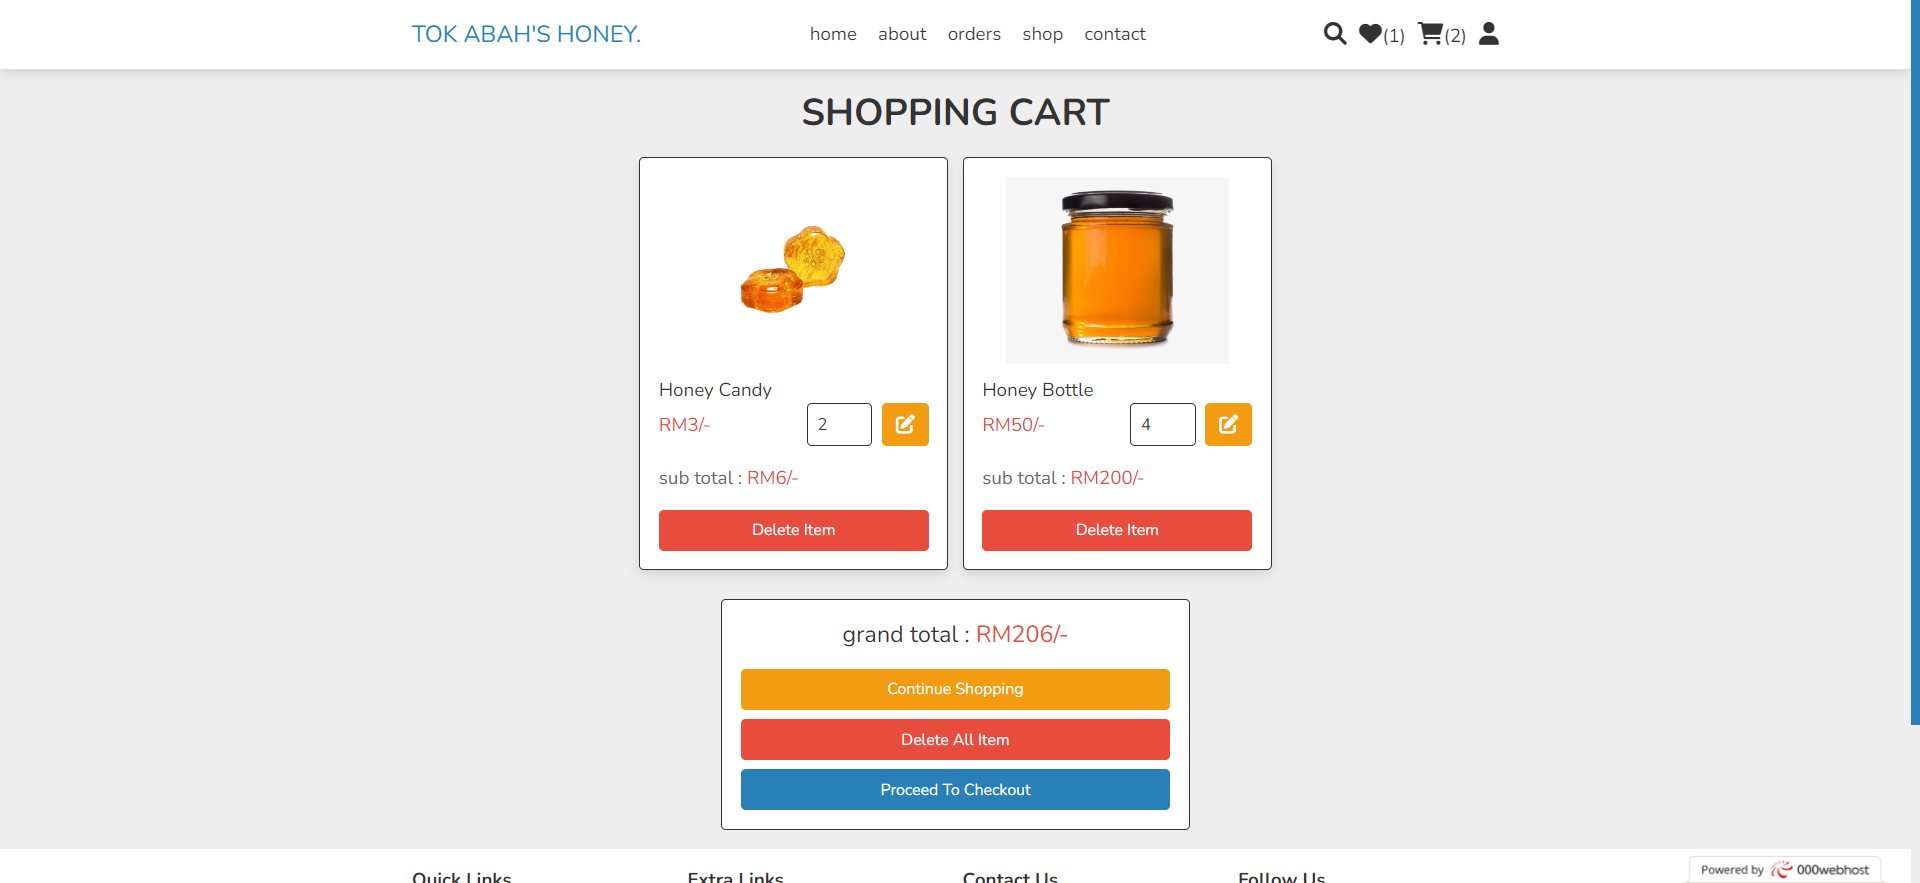 TOK ABAH'S HONEY.
home about orders shop contact
(1) (2)
SHOPPING CART
Honey Candy
RM3/-
2
sub total : RM6/-
Delete Item
Honey Bottle
RM50/-
4
sub total : RM200/-
Delete Item
grand total : RM206/-
Continue Shopping
Delete All Item
Proceed To Checkout
Quick Links
Extra Links
Contact Us
Follow Us
Powered by 000webhost